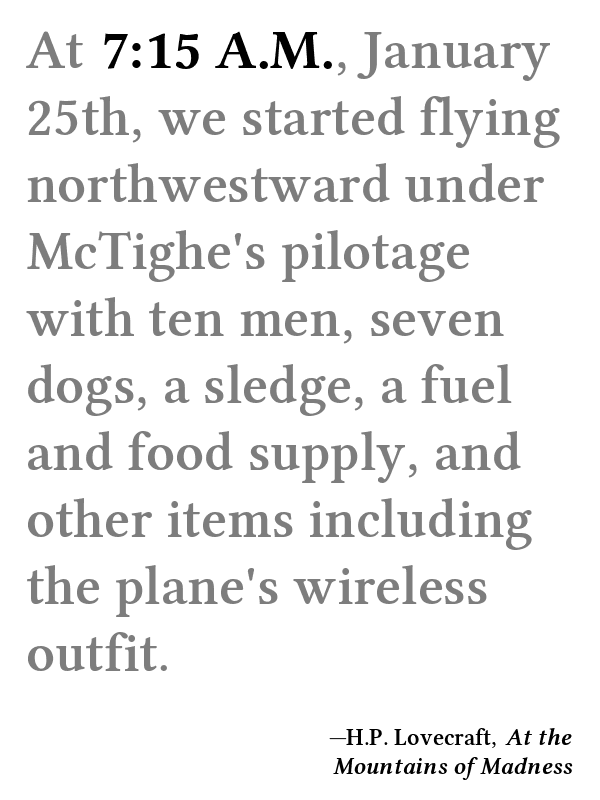 At 7:15 A.M., January
25th, we started flying
northwestward under
McTighe's pilotage
with ten men, seven
dogs, a sledge, a fuel
and food supply, and
other items including
the plane's wireless
outfit.
—H.P. Lovecraft, At the
Mountains of Madness